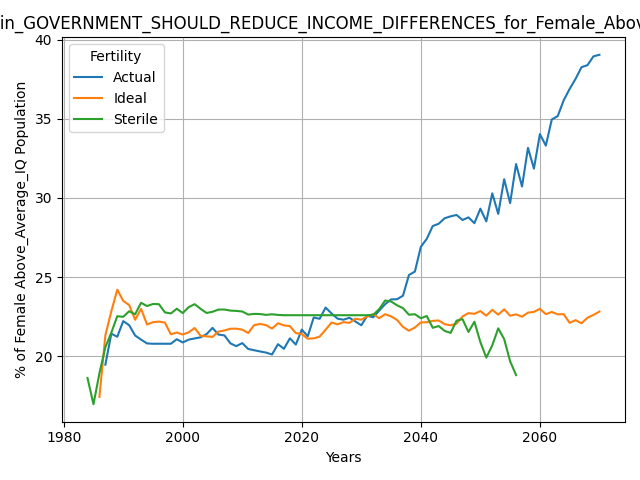 in_GOVERNMENT_SHOULD_REDUCE_INCOME_DIFFERENCES_for_Female_Abov
40
35
30
25
20
% of Female Above_Average_IQ Population
Fertility
Actual
Ideal
Sterile
1980 2000 2020 2040 2060
Years